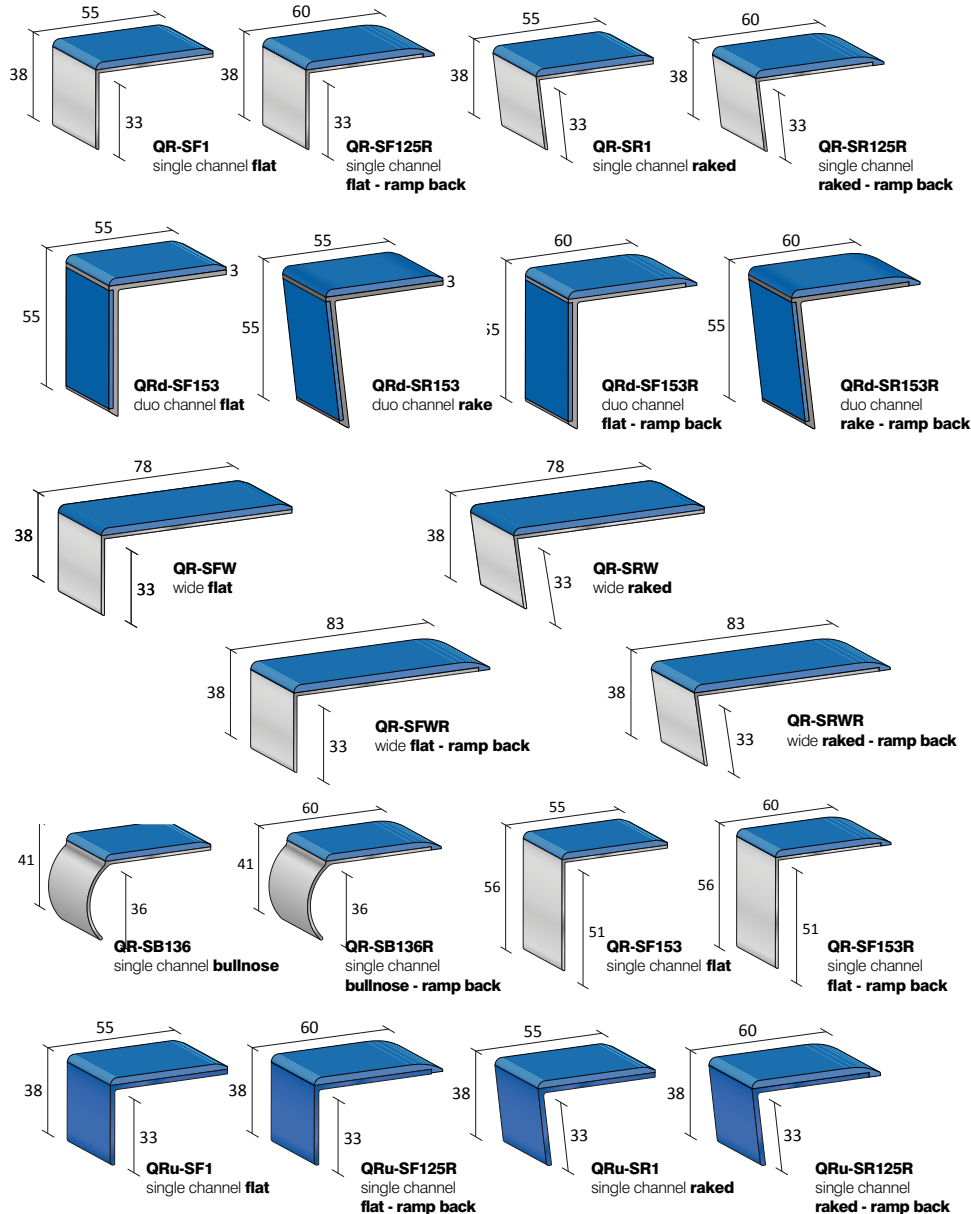 55
38
33
QR-SF1
single channel flat
60
38
33
QR-SF125R
single channel
flat - ramp back
55
38
33
QR-SR1
single channel raked
60
38
33
QR-SR125R
single channel
raked - ramp back
55
3
55
QRd-SF153
duo channel flat
55
3
55
QRd-SR153
duo channel rake
60
55
QRd-SF153R
duo channel
flat - ramp back
60
55
QRd-SR153R
duo channel
rake - ramp back
78
38
33
QR-SFW
wide flat
78
38
33
QR-SRW
wide raked
83
38
33
QR-SFWR
wide flat - ramp back
83
38
33
QR-SRWR
wide raked - ramp back
41
36
QR-SB136
single channel bullnose
60
41
36
QR-SB136R
single channel
bullnose - ramp back
55
56
51
QR-SF153
single channel flat
60
56
51
QR-SF153R
single channel
flat - ramp back
55
38
33
QRu-SF1
single channel flat
60
38
33
QRu-SF125R
single channel
flat - ramp back
55
38
33
QRu-SR1
single channel raked
60
38
33
QRu-SR125R
single channel
raked - ramp back